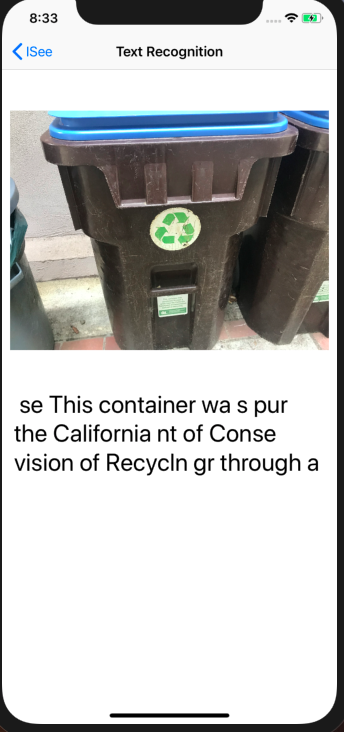 8:33
ISee
Text Recognition
se This container wa s pur
the California nt of Conse
vision of Recycln gr through a